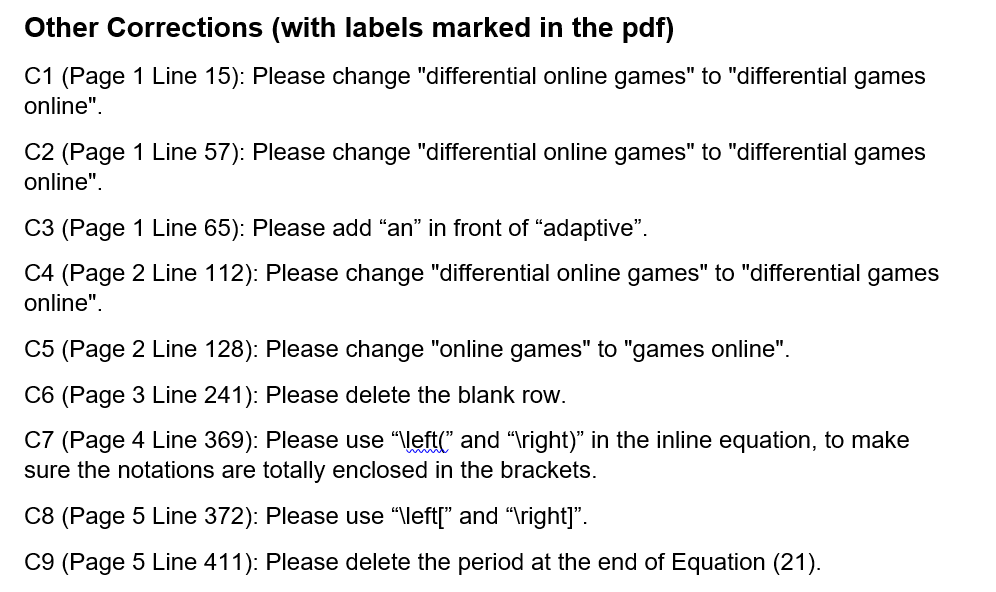 Other Corrections (with labels marked in the pdf)
C1 (Page 1 Line 15): Please change "differential online games" to "differential games
online".
C2 (Page 1 Line 57): Please change "differential online games" to "differential games
online".
C3 (Page 1 Line 65): Please add “an” in front of “adaptive”.
C4 (Page 2 Line 112): Please change "differential online games" to "differential games
online".
C5 (Page 2 Line 128): Please change "online games" to "games online".
C6 (Page 3 Line 241): Please delete the blank row.
C7 (Page 4 Line 369): Please use “\left(” and “\right)” in the inline equation, to make
sure the notations are totally enclosed in the brackets.
C8 (Page 5 Line 372): Please use “\left[” and “\right]”.
C9 (Page 5 Line 411): Please delete the period at the end of Equation (21).